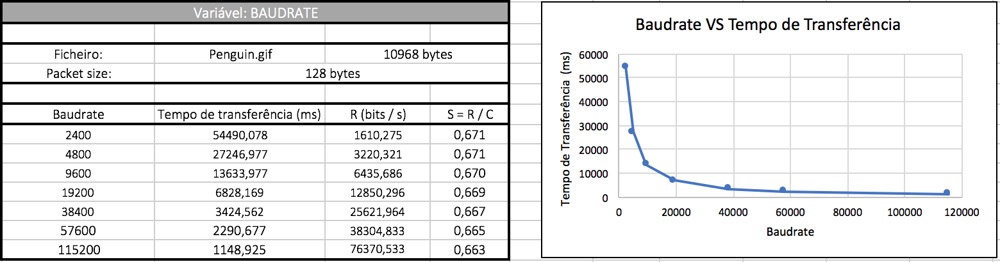 Variável: BAUDRATE
Ficheiro: Penguin.gif 10968 bytes
Packet size: 128 bytes
Baudrate Tempo de transferência (ms) R (bits / s) S = R / C
2400 54490,078 1610,275 0,671
4800 27246,977 3220,321 0,671
9600 13633,977 6435,686 0,670
19200 6828,169 12850,296 0,669
38400 3424,562 25621,964 0,667
57600 2290,677 38304,833 0,665
115200 1148,925 76370,533 0,663
Baudrate VS Tempo de Transferência
Tempo de Transferência (ms)
60000
50000
40000
30000
20000
10000
0
0 20000 40000 60000 80000 100000 120000
Baudrate